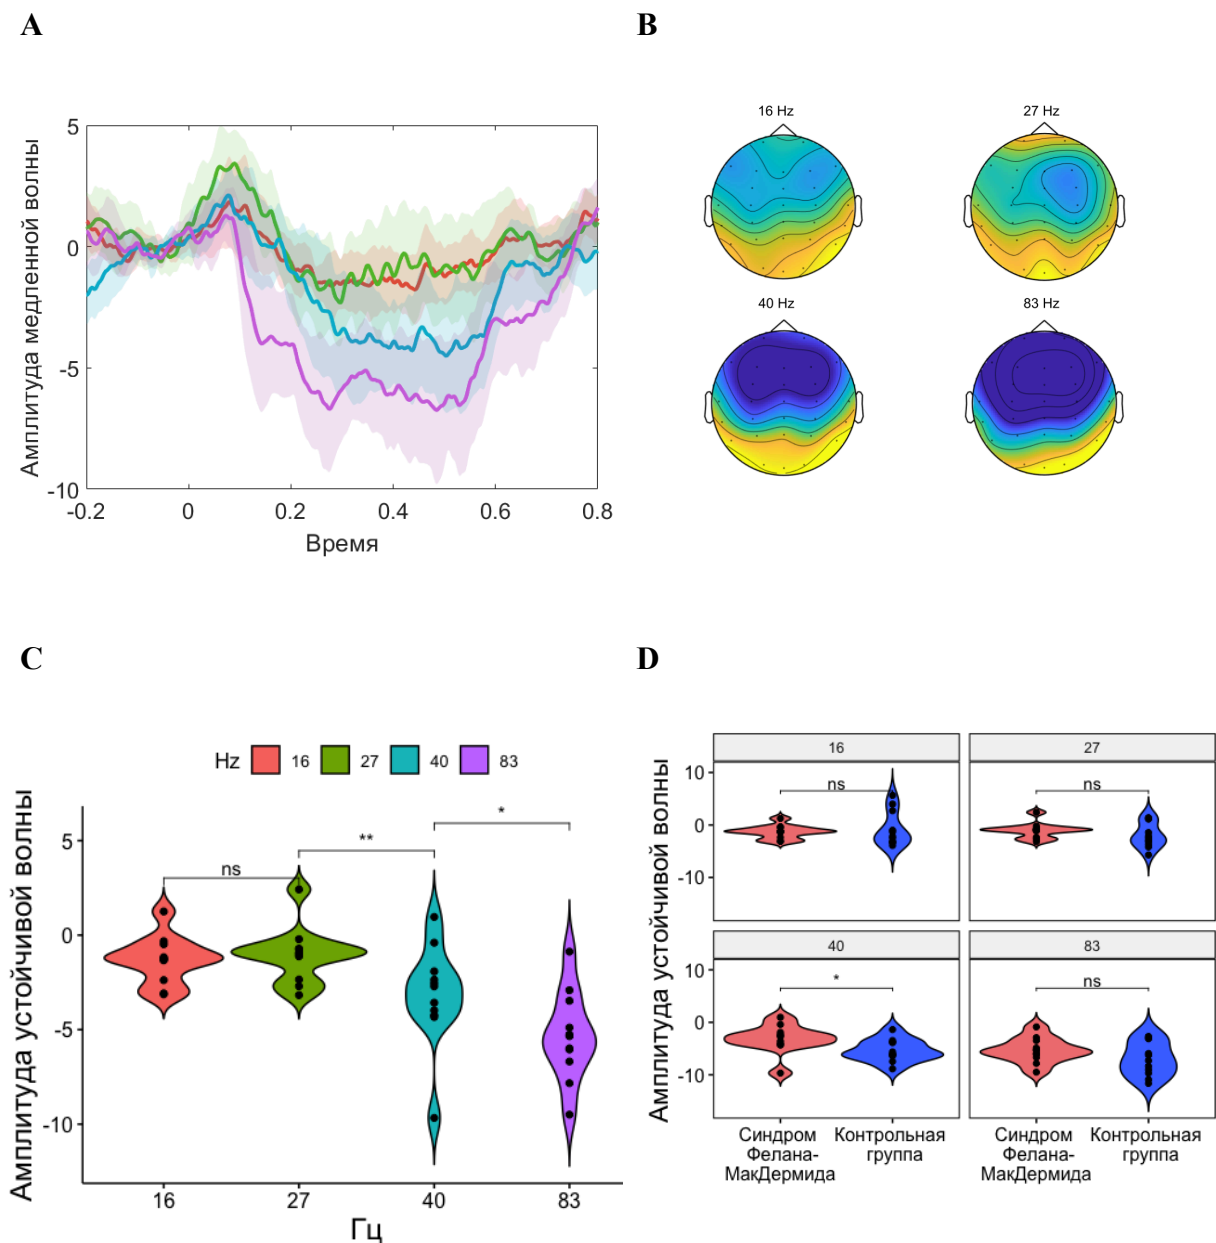 A
B
5
0
-5
-10
-0.2
0
0.2
0.4
0.6
0.8
Время
Амплитуда медленной волны
16 Hz
27 Hz
40 Hz
83 Hz
C
D
Hz
16
27
40
83
5
0
-5
-10
ns
**
*
16
27
40
83
Гц
Амплитуда устойчивой волны
16
27
10
0
-10
ns
ns
40
83
10
0
-10
*
ns
Синдром
Фелана-
МакДермида
Контрольная
группа
Синдром
Фелана-
МакДермида
Контрольная
группа
Амплитуда устойчивой волны